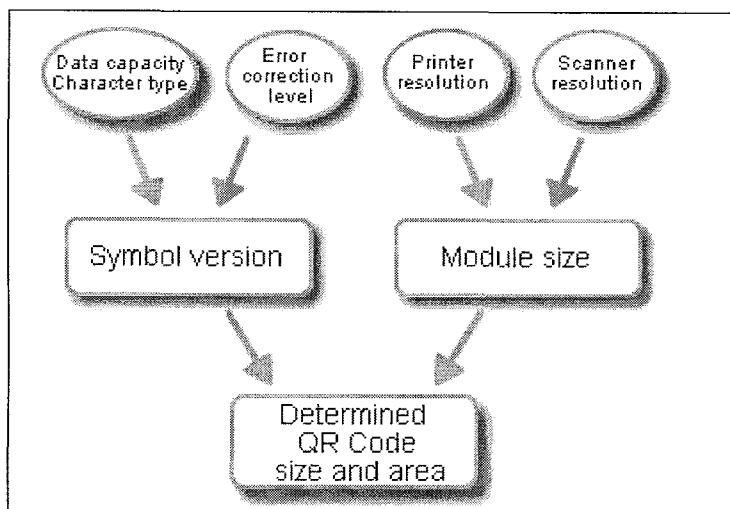 Data capacity
Character type
Error
correction
level
Printer
resolution
Scanner
resolution
Symbol version
Module size
Determined
QR Code
size and area